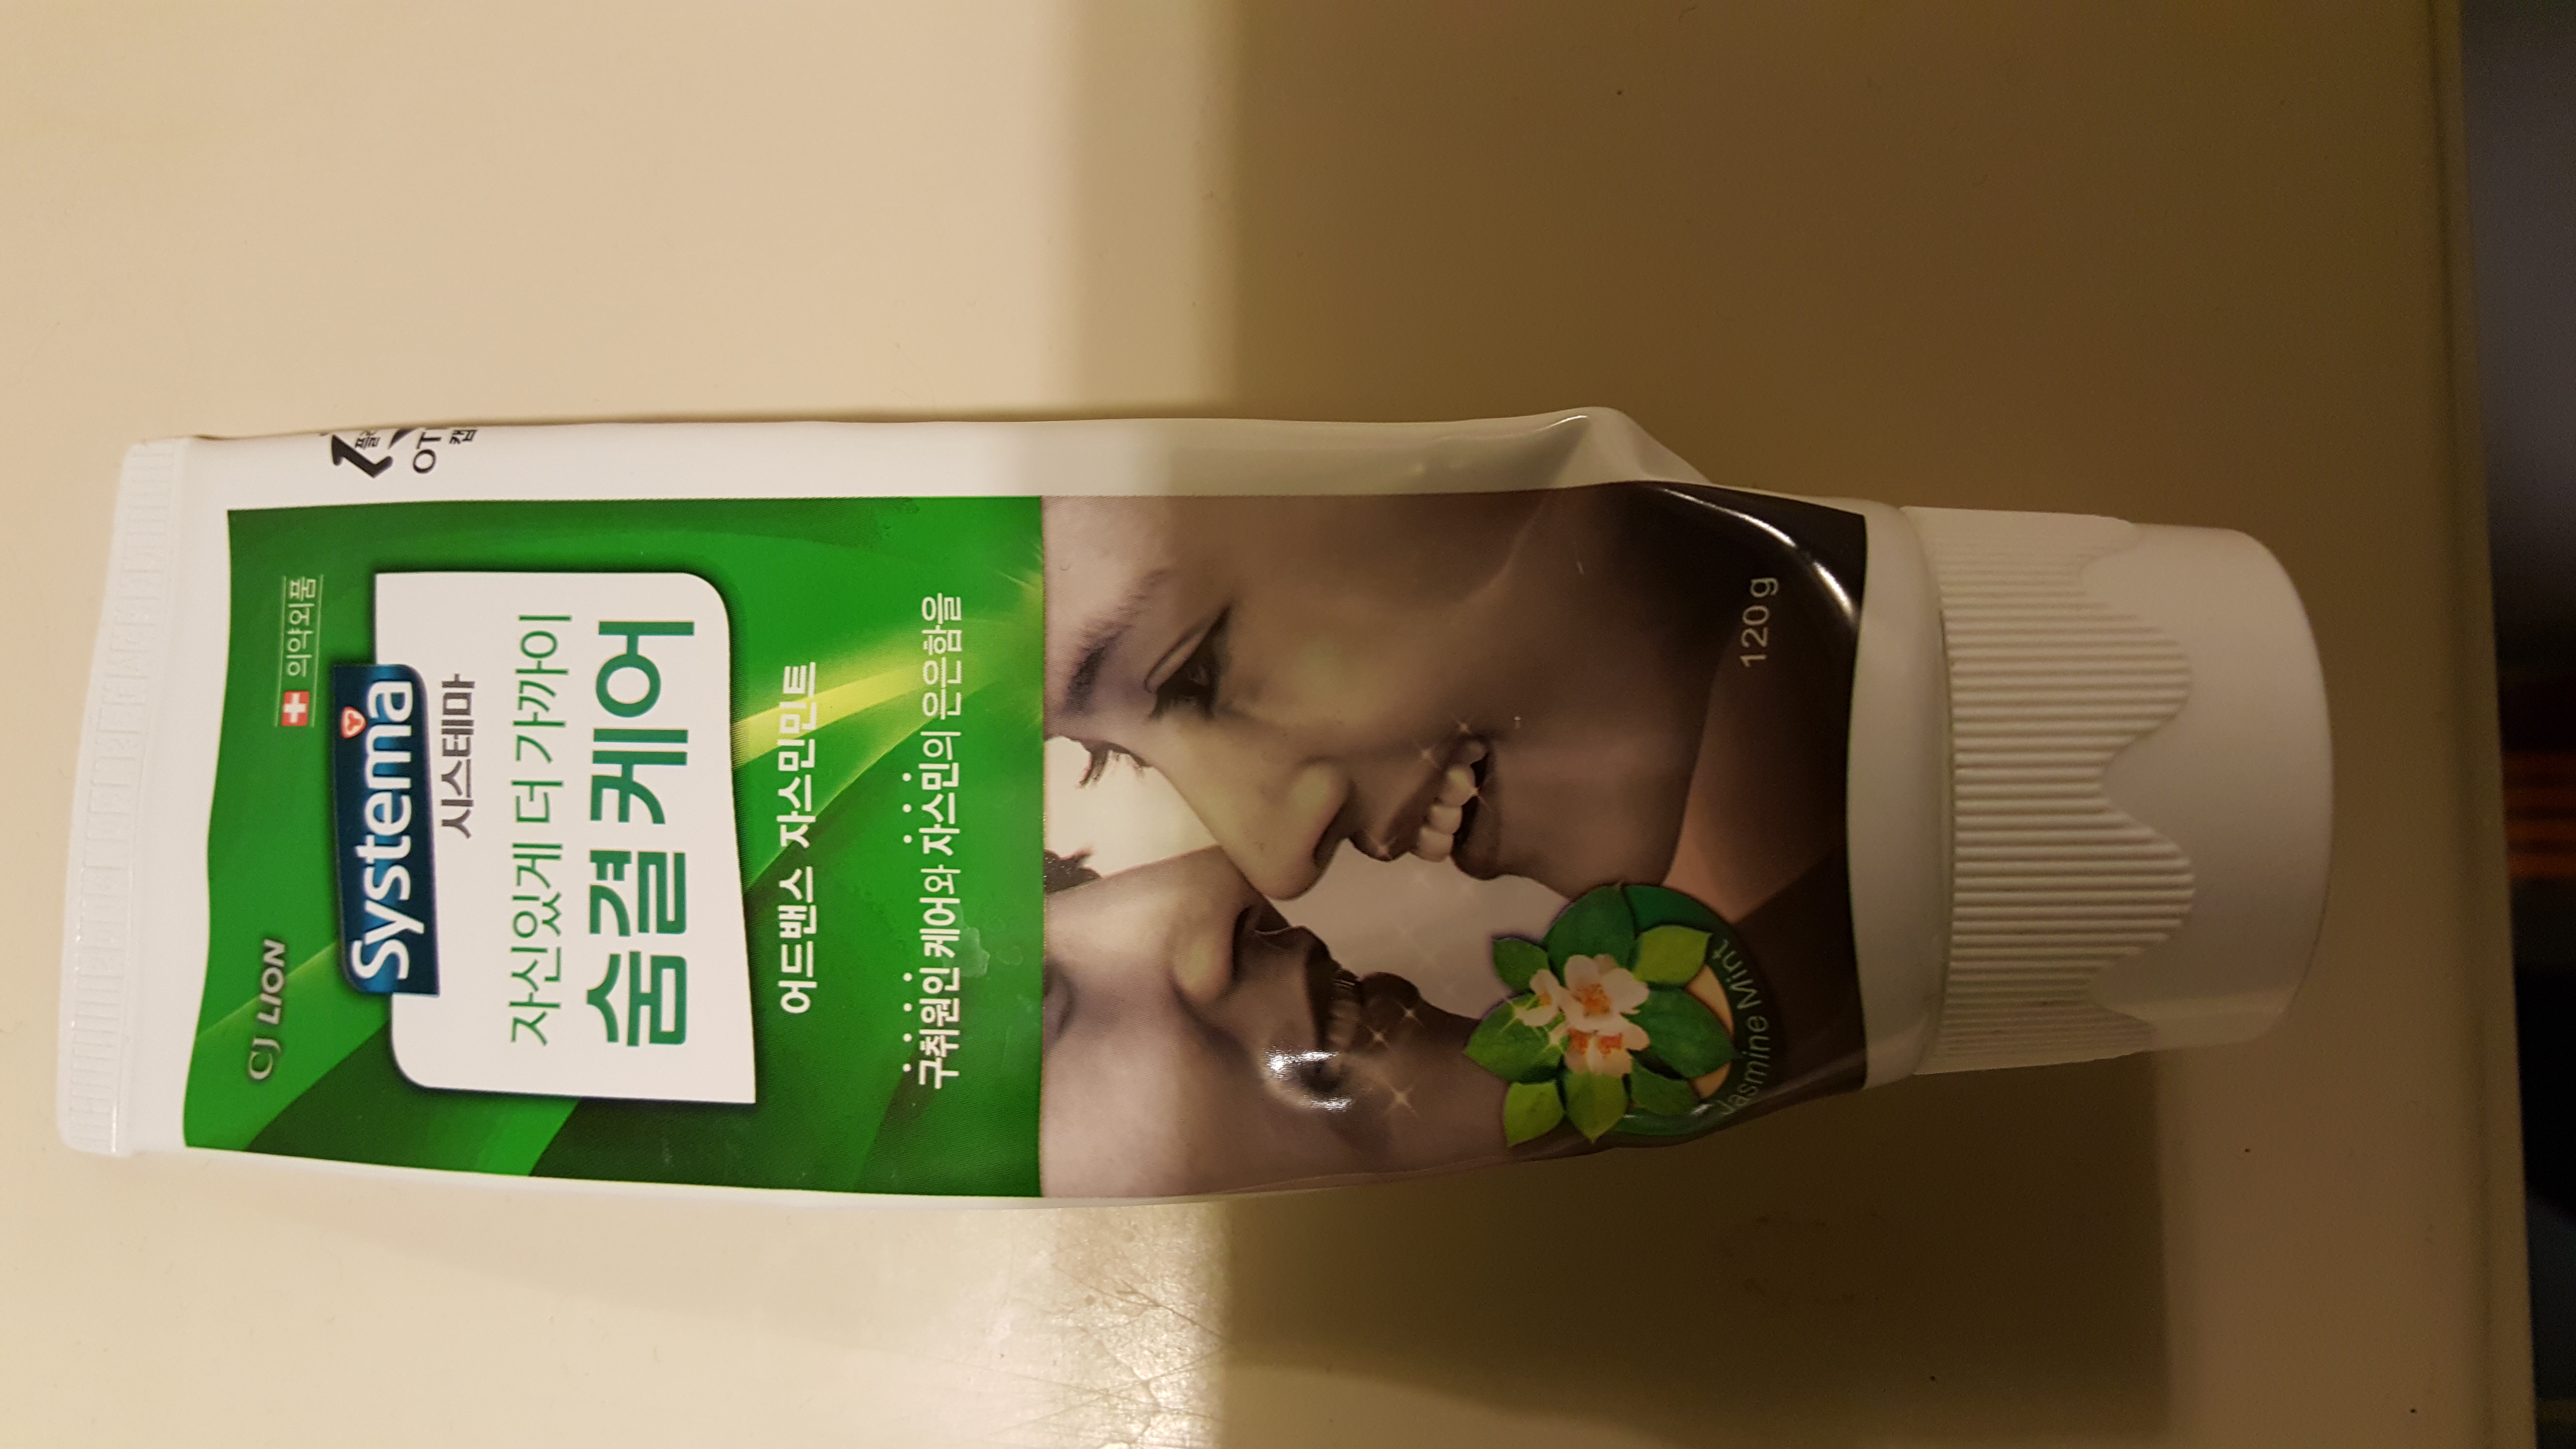 CJ LION
의약외품
Systema
시스테마
자신있게 더 가까이
숨결 케어
어드밴스 자스민민트
구취원인 케어와 자스민의 은은함을
Jasmine Mint
120g